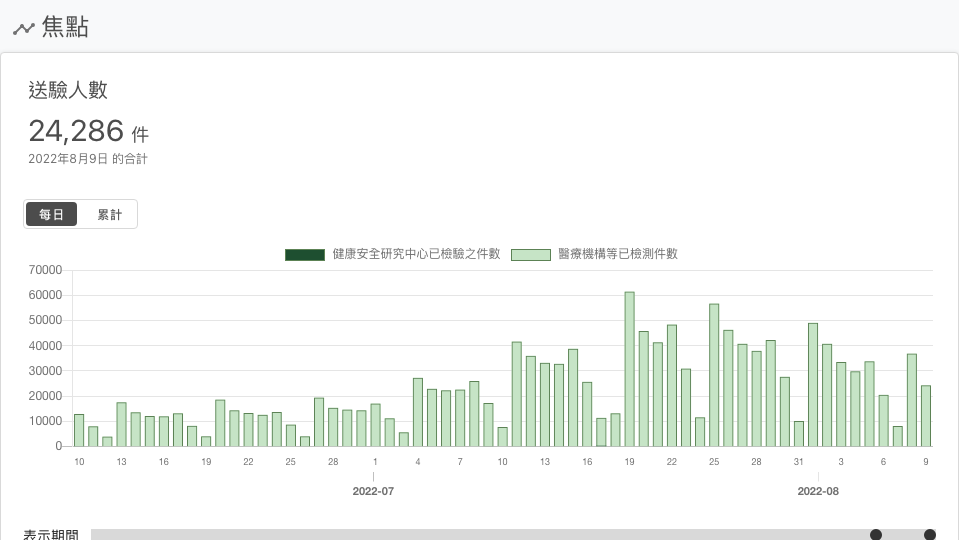 焦點
送驗人數
24,286 件
2022年8月9日 的合計
每日 累計
健康安全研究中心已檢驗之件數 醫療機構等已檢測件數
70000
60000
50000
40000
30000
20000
10000
0
10 13 16 19 22 25 28 1 4 7 10 13 16 19 22 25 28 31 3 6 9
2022-07 2022-08
表示期間